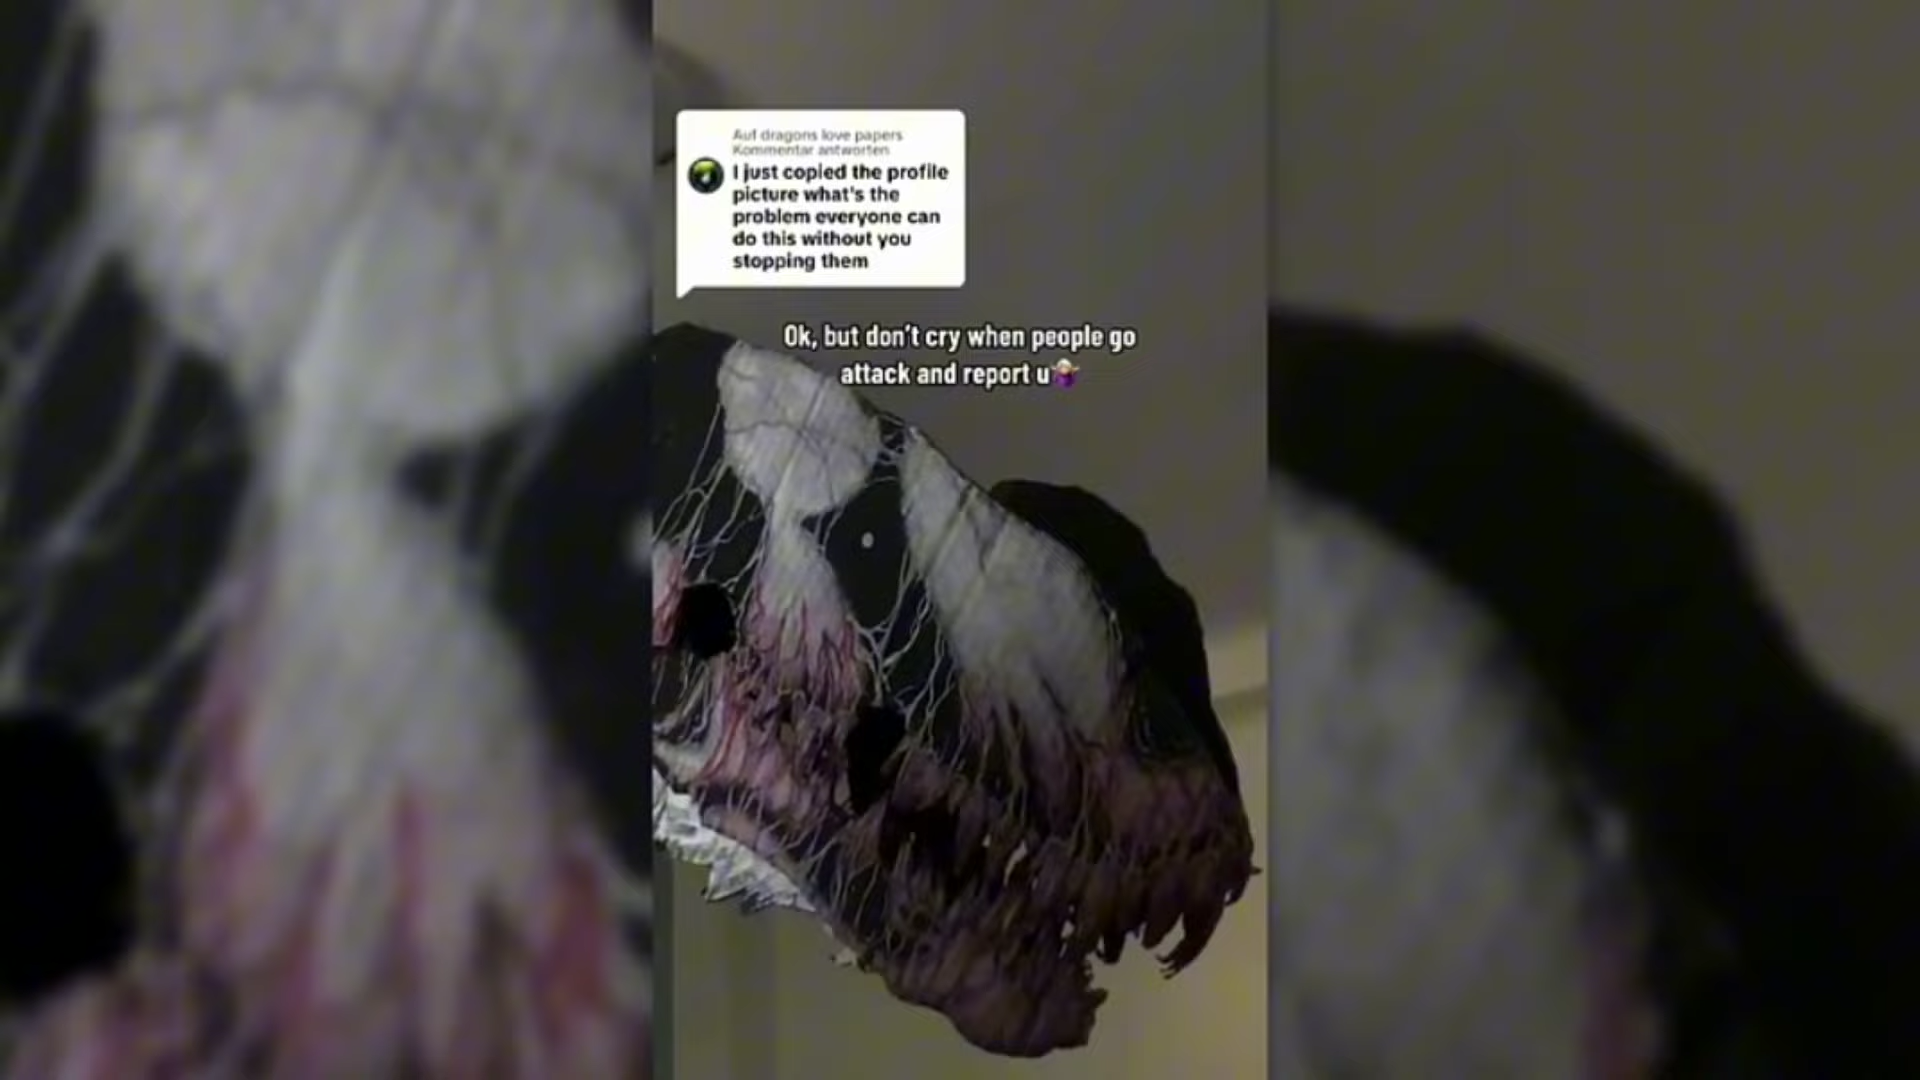 Auf dragons love papers
Kommentar antworten
I just copied the profile
picture what's the
problem everyone can
do this without you
stopping them
Ok, but don't cry when people go
attack and report u🤷🏼‍♀️